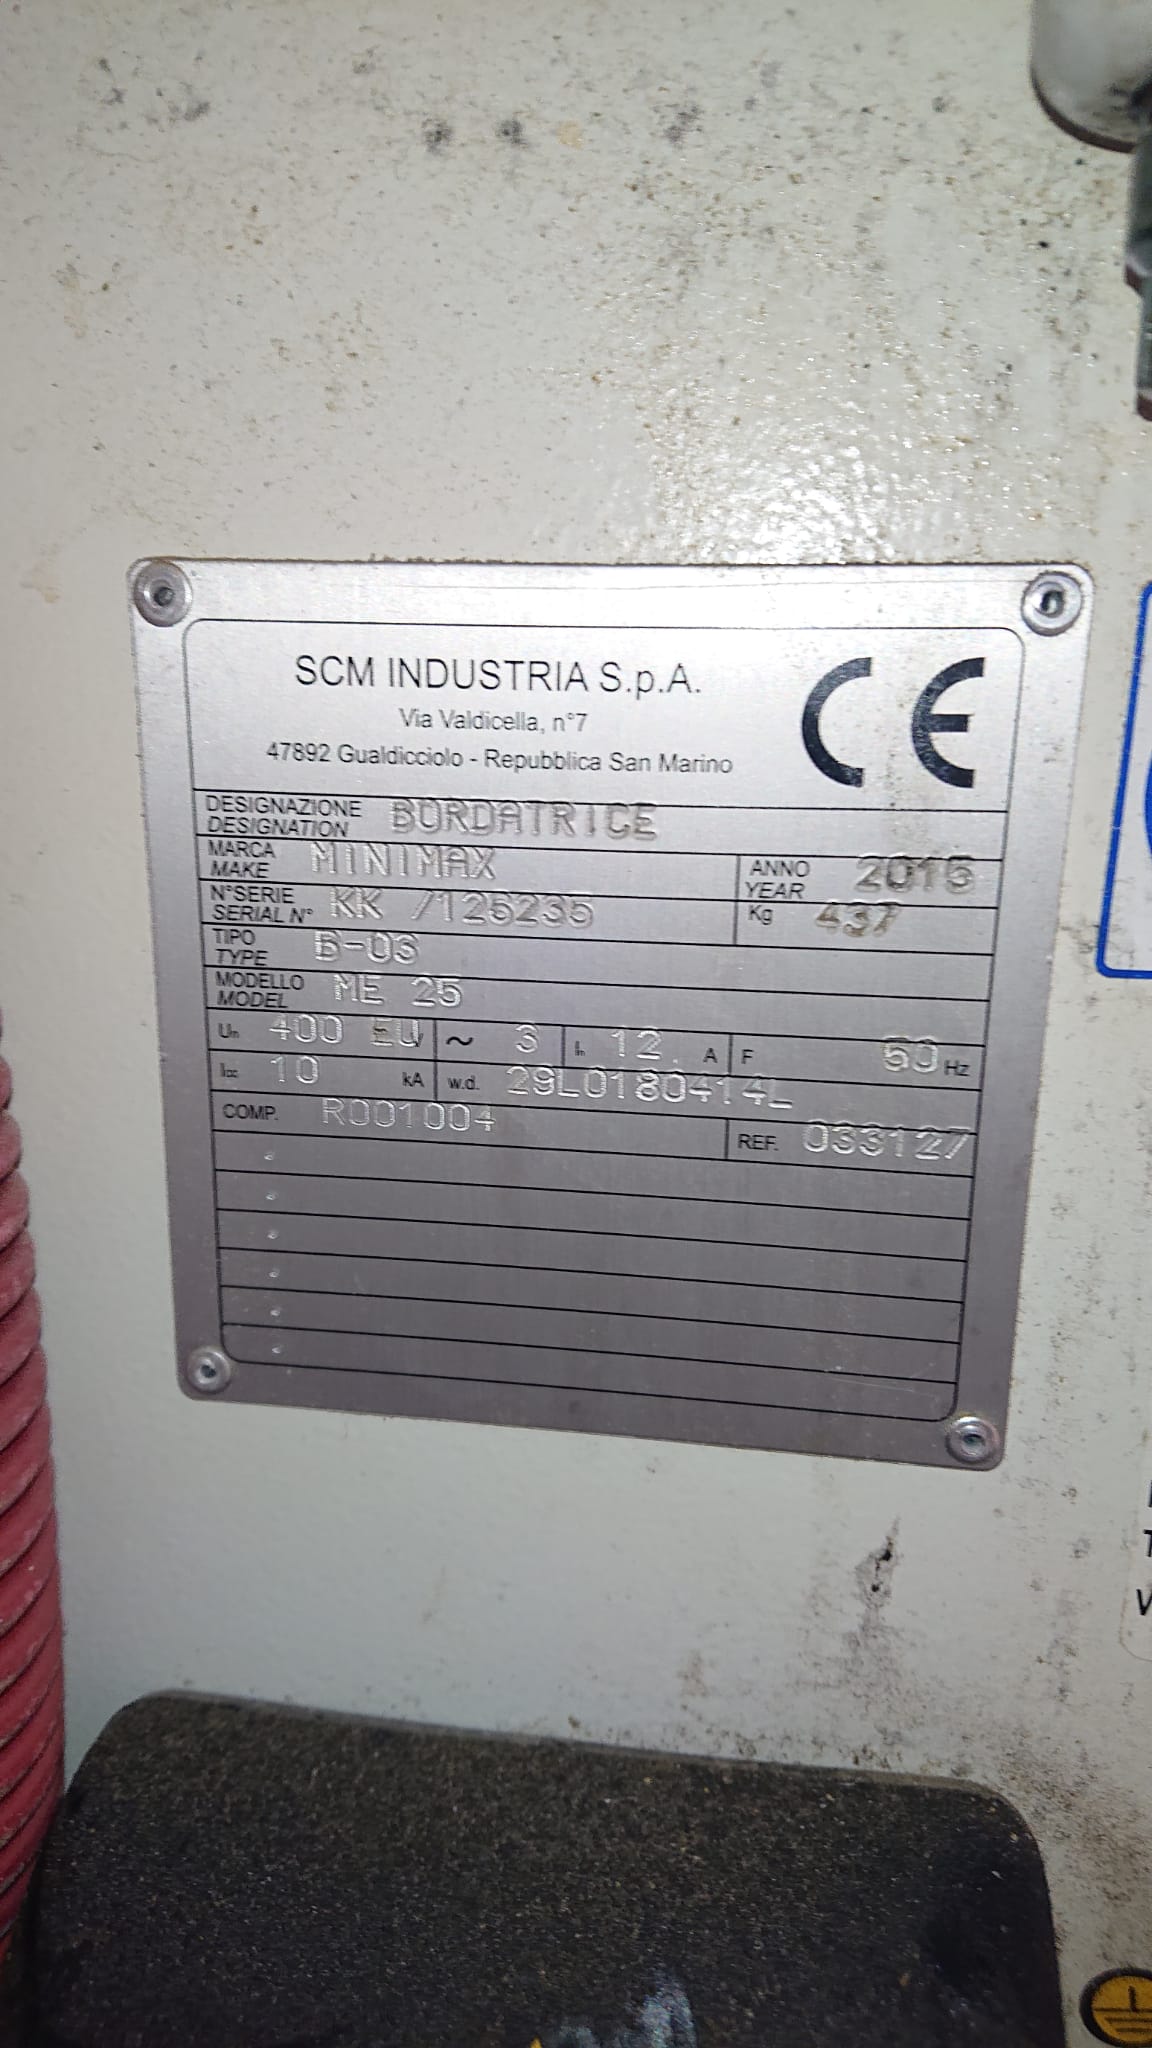 SCM INDUSTRIA S.p.A.
Via Valdicella, n°7
47892 Gualdicciolo - Repubblica San Marino
CE
DESIGNAZIONE
DESIGNATION BORDATRICE
MARCA
MAKE MINIMAX
ANNO
YEAR 2015
N°SERIE
SERIAL N° KK /125235
Kg 437
TIPO
TYPE B-03
MODELLO
MODEL ME 25
Un 400 EU V ~ 3 In 12. A F 50 Hz
Icc 10 kA w.d. 29L0180414L
COMP. R001004
REF. 033127